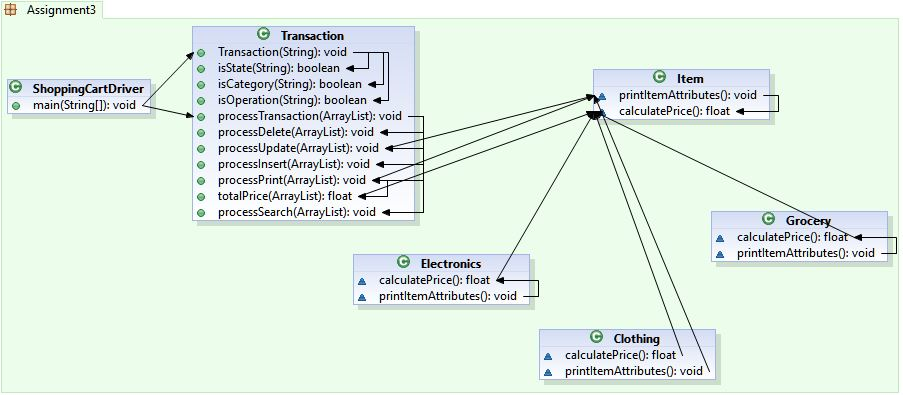 Assignment3
ShoppingCartDriver
main(String[]): void
Transaction
Transaction(String): void
isState(String): boolean
isCategory(String): boolean
isOperation(String): boolean
processTransaction(ArrayList): void
processDelete(ArrayList): void
processUpdate(ArrayList): void
processInsert(ArrayList): void
processPrint(ArrayList): void
totalPrice(ArrayList): float
processSearch(ArrayList): void
Item
printItemAttributes(): void
calculatePrice(): float
Grocery
calculatePrice(): float
printItemAttributes(): void
Electronics
calculatePrice(): float
printItemAttributes(): void
Clothing
calculatePrice(): float
printItemAttributes(): void